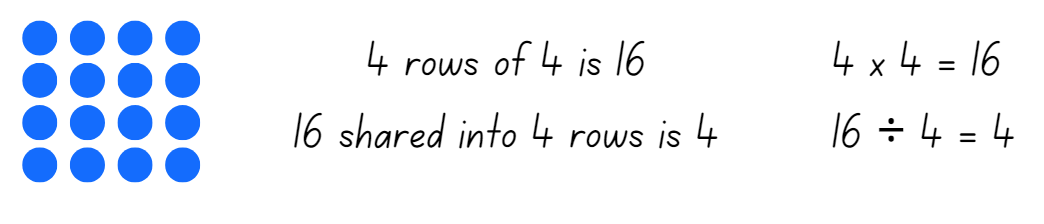 4 rows of 4 is 16
4 x 4 = 16
16 shared into 4 rows is 4
16 ÷ 4 = 4